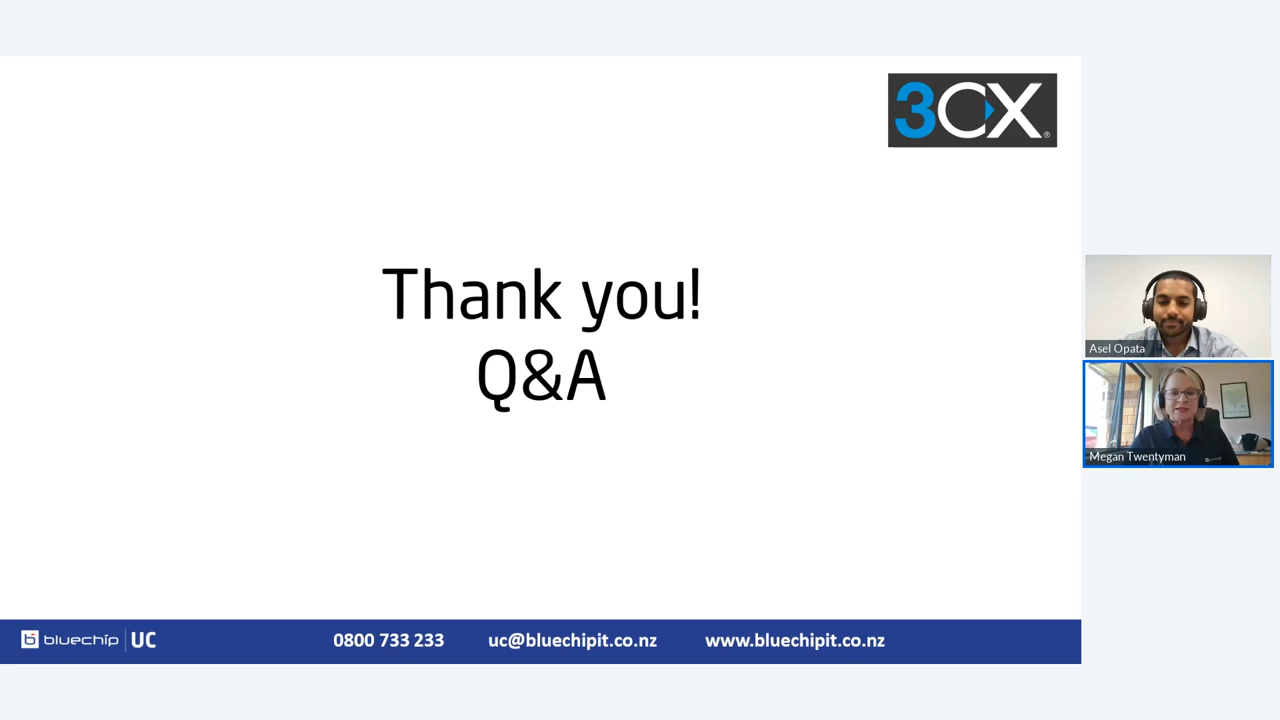 3CX®
Thank you!
Q&A
Asel Opata
Megan Twentyman
bluechip UC
0800 733 233
uc@bluechipit.co.nz
www.bluechipit.co.nz